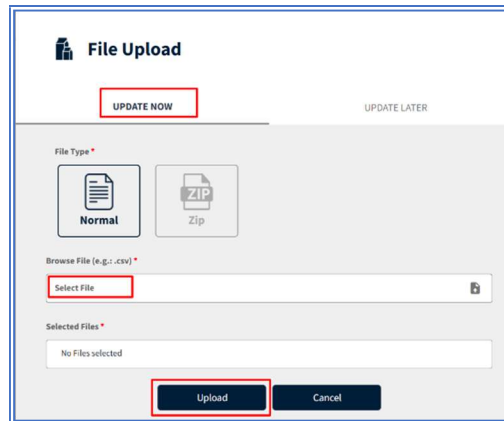 File Upload
UPDATE NOW UPDATE LATER
File Type *
ZIP
Normal Zip
Browse File (e.g.: .csv) *
Select File
Selected Files *
No Files selected
Upload Cancel